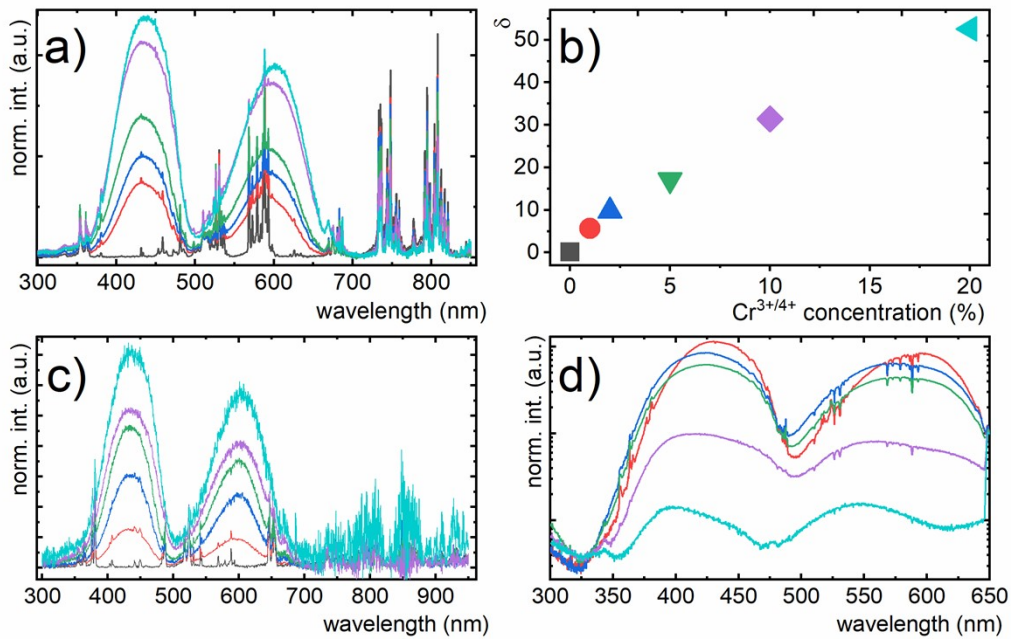 a)
norm. int. (a.u.)
300 400 500 600 700 800
wavelength (nm)
b)
δ
50
40
30
20
10
0
0 5 10 15 20
Cr3+/4+ concentration (%)
c)
norm. int. (a.u.)
300 400 500 600 700 800 900
wavelength (nm)
d)
norm. int. (a.u.)
300 350 400 450 500 550 600 650
wavelength (nm)